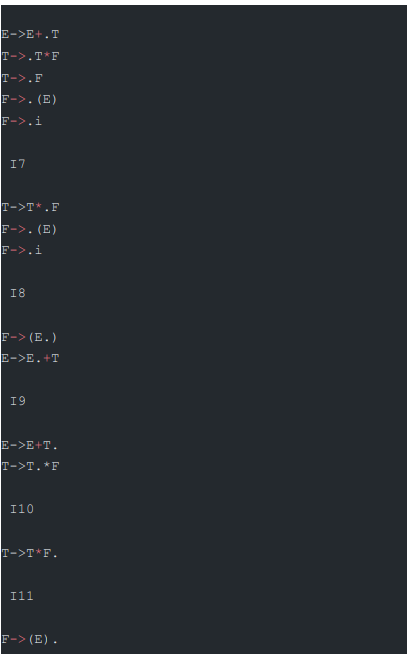 E->E+.T
T->.T*F
T->.F
F->.(E)
F->.i
I7
T->T*.F
F->.(E)
F->.i
I8
F->(E.)
E->E.+T
I9
E->E+T.
T->T.*F
I10
T->T*F.
I11
F->(E).